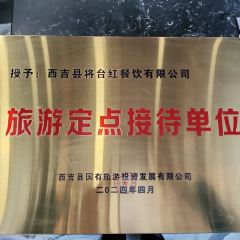 授予：西吉县将台红餐饮有限公司
旅游定点接待单位
西吉县国有旅游投资发展有限公司
二〇二四年四月